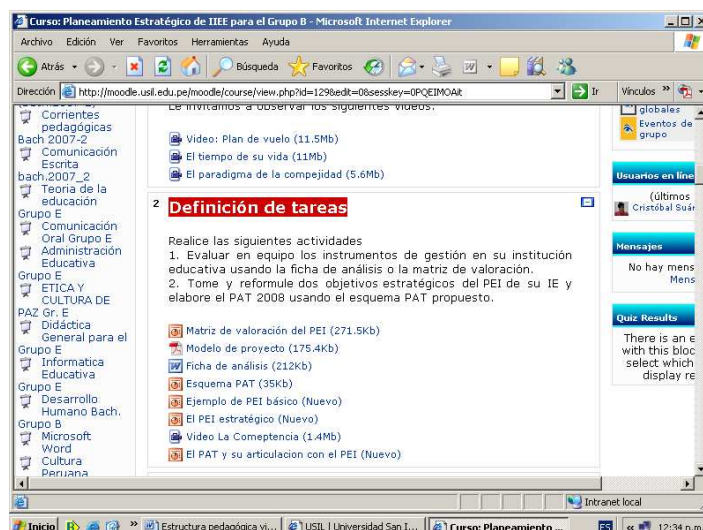 Curso: Planeamiento Estratégico de IIEE para el Grupo B - Microsoft Internet Explorer
Archivo Edición Ver Favoritos Herramientas Ayuda
Atrás Búsqueda Favoritos
Dirección http://moodle.usil.edu.pe/moodle/course/view.php?id=129&edit=0&sesskey=0PQEIMOAit Ir Vínculos »
Corrientes
pedagógicas
Bach 2007-2
Comunicación
Escrita
bach.2007_2
Teoria de la
educación
Grupo E
Comunicación
Oral Grupo E
Administración
Educativa
Grupo E
ETICA Y
CULTURA DE
PAZ Gr. E
Didáctica
General para el
Grupo E
Informatica
Educativa
Grupo E
Desarrollo
Humano Bach.
Grupo B
Microsoft
Word
Cultura
Peruana
Le invitamos a observar los siguientes videos:
Video: Plan de vuelo (11.5Mb)
El tiempo de su vida (11Mb)
El paradigma de la compejidad (5.6Mb)
2 Definición de tareas
Realice las siguientes actividades
1. Evaluar en equipo los instrumentos de gestión en su institución
educativa usando la ficha de análisis o la matriz de valoración.
2. Tome y reformule dos objetivos estratégicos del PEI de su IE y
elabore el PAT 2008 usando el esquema PAT propuesto.
Matriz de valoración del PEI (271.5Kb)
Modelo de proyecto (175.4Kb)
Ficha de análisis (212Kb)
Esquema PAT (35Kb)
Ejemplo de PEI básico (Nuevo)
El PEI estratégico (Nuevo)
Video La Comeptencia (1.4Mb)
El PAT y su articulacion con el PEI (Nuevo)
globales
Eventos de
grupo
Usuarios en líne
(últimos
Cristóbal Suár
Mensajes
No hay mens
Mens
Quiz Results
There is an e
with this bloc
select which
display re
Intranet local
Inicio » Estructura pedagógica vi... USIL | Universidad San I... Curso: Planeamiento ... ES « 12:34 p.m.